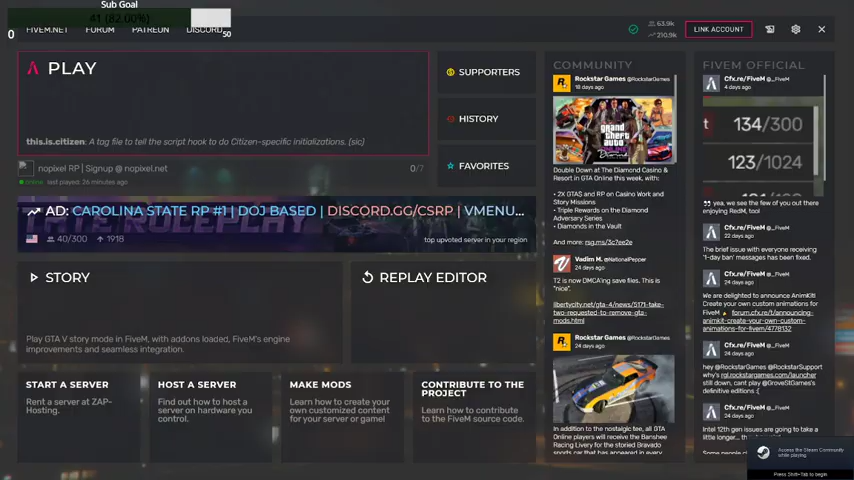 Sub Goal
41 (82.00%)
0
50
FIVEM.NET
FORUM
PATREON
DISCORD
63.9k
210.9k
LINK ACCOUNT
PLAY
this.is.citizen: A tag file to tell the script hook to do Citizen-specific initializations. (sic)
nopixel RP | Signup @ nopixel.net
0/7
online last played: 26 minutes ago
SUPPORTERS
HISTORY
FAVORITES
AD: CAROLINA STATE RP #1 | DOJ BASED | DISCORD.GG/CSRP | VMENU...
40/300
1918
top upvoted server in your region
STORY
Play GTA V story mode in FiveM, with addons loaded, FiveM's engine
improvements and seamless integration.
REPLAY EDITOR
START A SERVER
Rent a server at ZAP-
Hosting.
HOST A SERVER
Find out how to host a
server on hardware you
control.
MAKE MODS
Learn how to create your
own customized content
for your server or game!
CONTRIBUTE TO THE
PROJECT
Learn how to contribute
to the FiveM source code.
COMMUNITY
Rockstar Games @RockstarGames
18 days ago
grand
theft
auto
Double Down at The Diamond Casino &
Resort in GTA Online this week, with:
• 2X GTA$ and RP on Casino Work and
Story Missions
• Triple Rewards on the Diamond
Adversary Series
• Diamonds in the Vault
And more: rsg.ms/3c7ee2e
Vadim M. @NationalPepper
24 days ago
T2 is now DMCA'ing save files. This is
*nice*.
libertycity.net/gta-4/news/5171-take-
two-requested-to-remove-gta-
mods.html
Rockstar Games @RockstarGames
24 days ago
In addition to the nostalgic fee, all GTA
Online players will receive the Banshee
Racing Livery for the storied Bravado
sports car that has appeared in every
FIVEM OFFICIAL
Cfx.re/FiveM @_FiveM
4 days ago
t 134/300
123/1024
yea, we see the few of you out there
enjoying RedM, too!
Cfx.re/FiveM @_FiveM
22 days ago
The brief issue with everyone receiving
'1-day ban' messages has been fixed.
Cfx.re/FiveM @_FiveM
24 days ago
We are delighted to announce AnimKit!
Create your own custom animations for
FiveM forum.cfx.re/t/announcing-
animkit-create-your-own-custom-
animations-for-fivem/4778132
Cfx.re/FiveM @_FiveM
24 days ago
hey @RockstarGames @RockstarSupport
why's rgl.rockstargames.com/launcher
still down, cant play @GroveStGames's
definitive editions :(
Cfx.re/FiveM @_FiveM
24 days ago
Intel 12th gen issues are going to take a
little longer...
Access the Steam Community
while playing.
Press Shift+Tab to begin